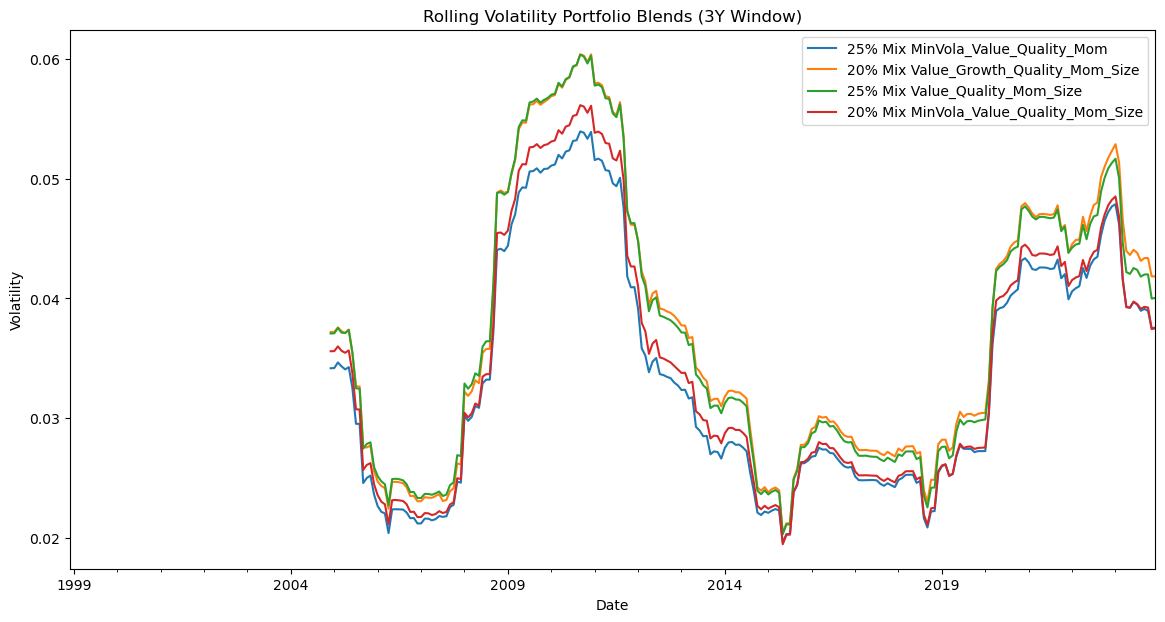 Rolling Volatility Portfolio Blends (3Y Window)
25% Mix MinVola_Value_Quality_Mom
20% Mix Value_Growth_Quality_Mom_Size
25% Mix Value_Quality_Mom_Size
20% Mix MinVola_Value_Quality_Mom_Size
Volatility
0.06
0.05
0.04
0.03
0.02
1999
2004
2009
2014
2019
Date